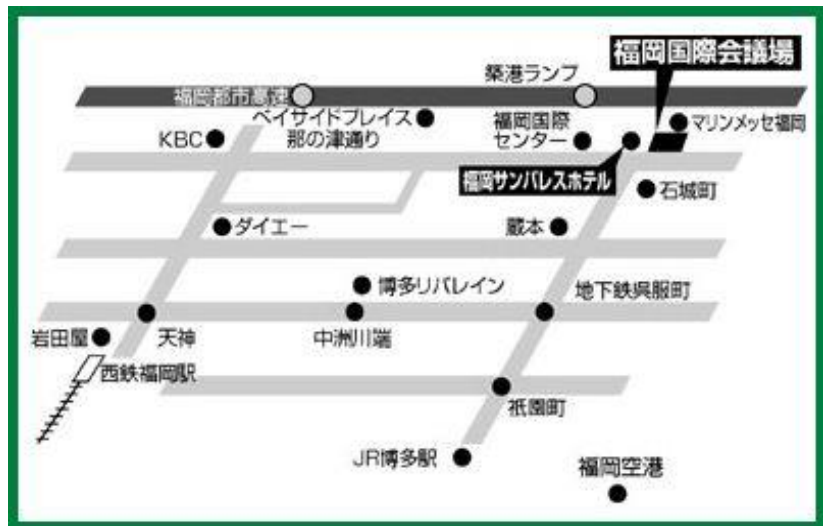 福岡国際会議場
築港ランプ
福岡都市高速
ベイサイドプレイス
那の津通り
KBC
福岡国際
センター
マリンメッセ福岡
福岡サンパレスホテル
石城町
ダイエー
蔵本
博多リバレイン
地下鉄呉服町
岩田屋
天神
中洲川端
西鉄福岡駅
祇園町
JR博多駅
福岡空港